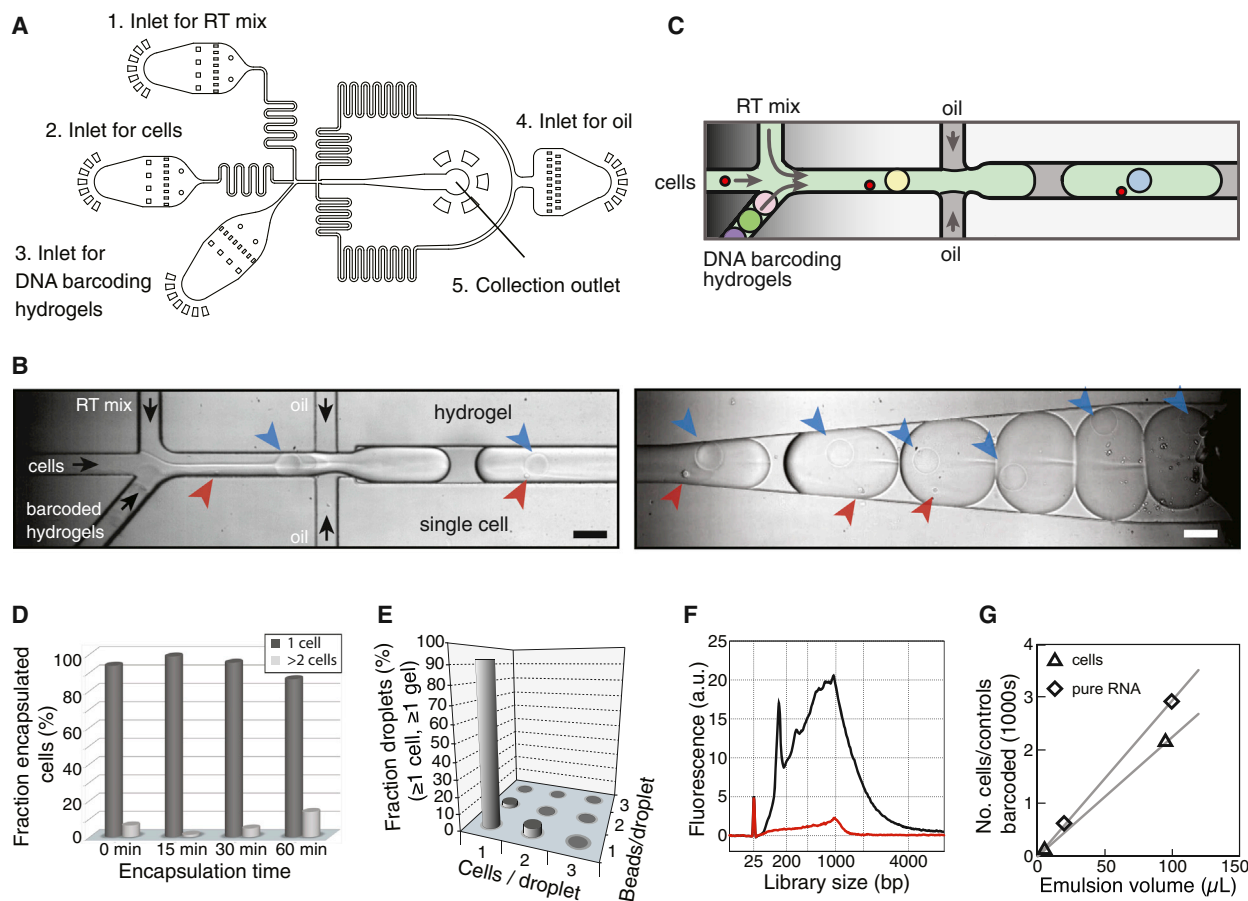 A
1. Inlet for RT mix
2. Inlet for cells
3. Inlet for
DNA barcoding
hydrogels
4. Inlet for oil
5. Collection outlet
C
RT mix
oil
cells
oil
DNA barcoding
hydrogels
B
RT mix
oil
hydrogel
cells
barcoded
hydrogels
oil
single cell
D
Fraction encapsulated
cells (%)
100
80
60
40
20
0
1 cell
>2 cells
0 min
15 min
30 min
60 min
Encapsulation time
E
Fraction droplets (%)
(≥1 cell, ≥1 gel)
100
90
80
70
60
50
40
30
20
10
0
1
2
3
Cells / droplet
1
2
3
Beads/droplet
F
Fluorescence (a.u.)
25
20
15
10
5
0
25
200
1000
4000
Library size (bp)
G
No. cells/controls
barcoded (1000s)
4
3
2
1
0
cells
pure RNA
50
100
150
Emulsion volume (µL)